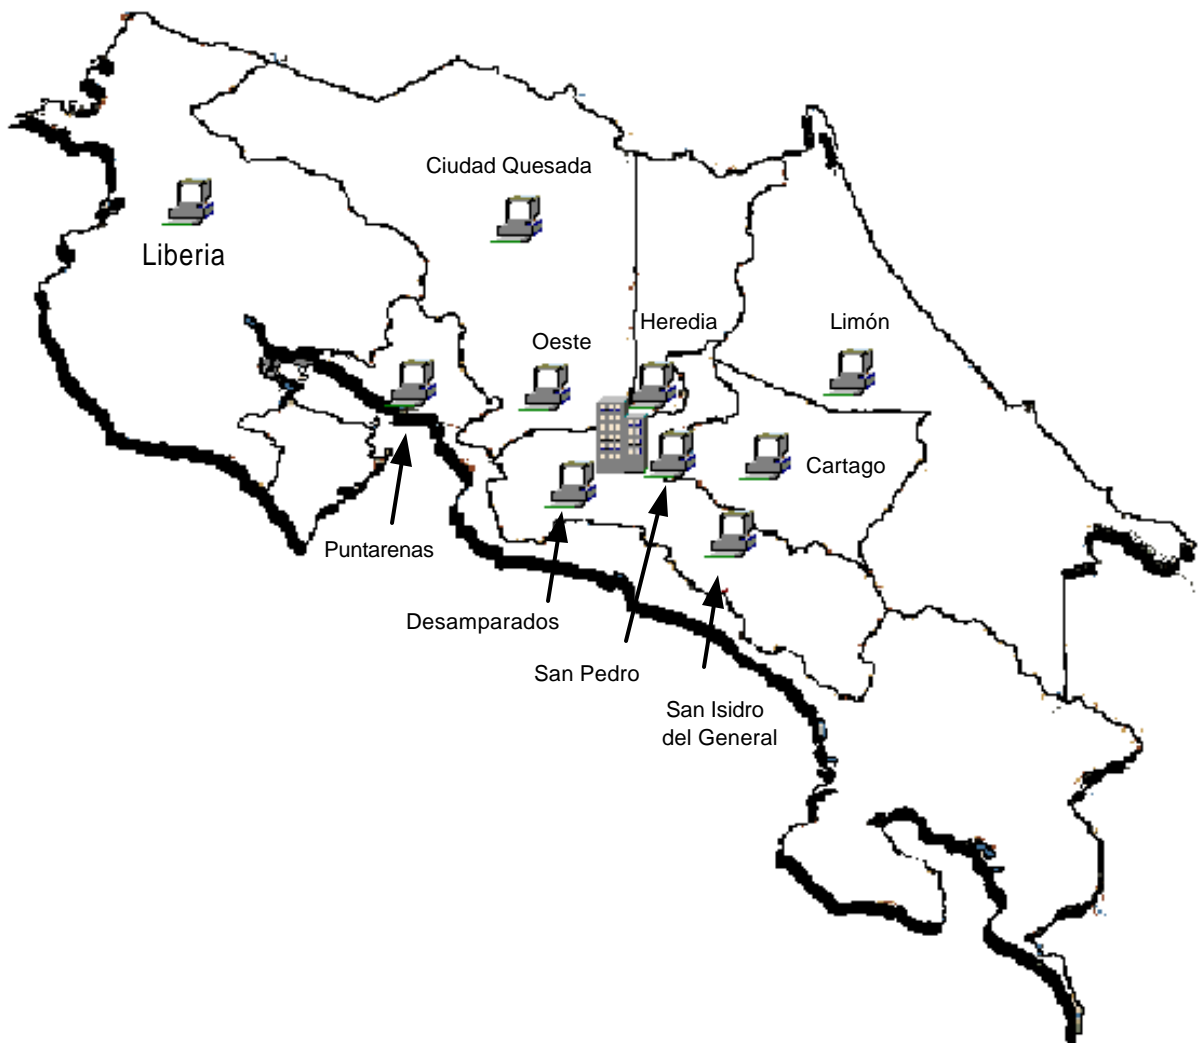 Ciudad Quesada
Liberia
Heredia
Limón
Oeste
Cartago
Puntarenas
Desamparados
San Pedro
San Isidro
del General